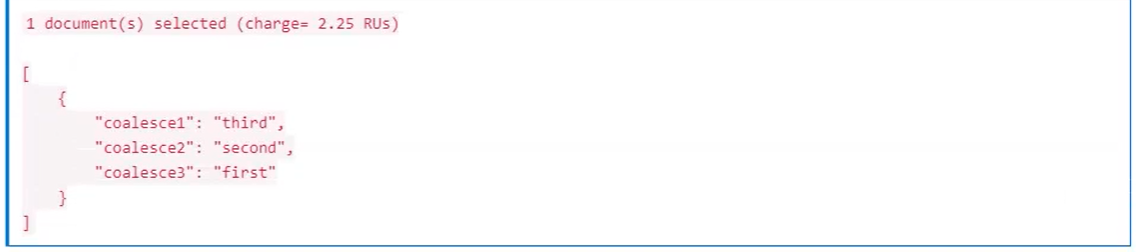 1 document(s) selected (charge= 2.25 RUs)
[
{
"coalesce1": "third",
"coalesce2": "second",
"coalesce3": "first"
}
]